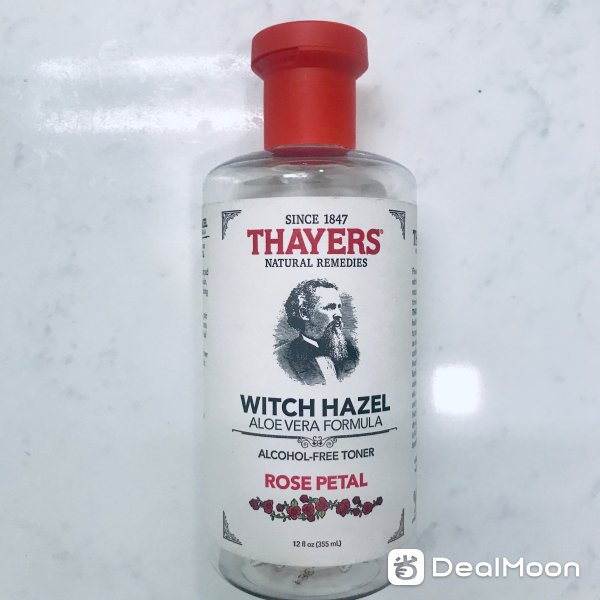 SINCE 1847
THAYERS®
NATURAL REMEDIES
WITCH HAZEL
ALOE VERA FORMULA
ALCOHOL-FREE TONER
ROSE PETAL
12 fl oz (355 mL)
DealMoon